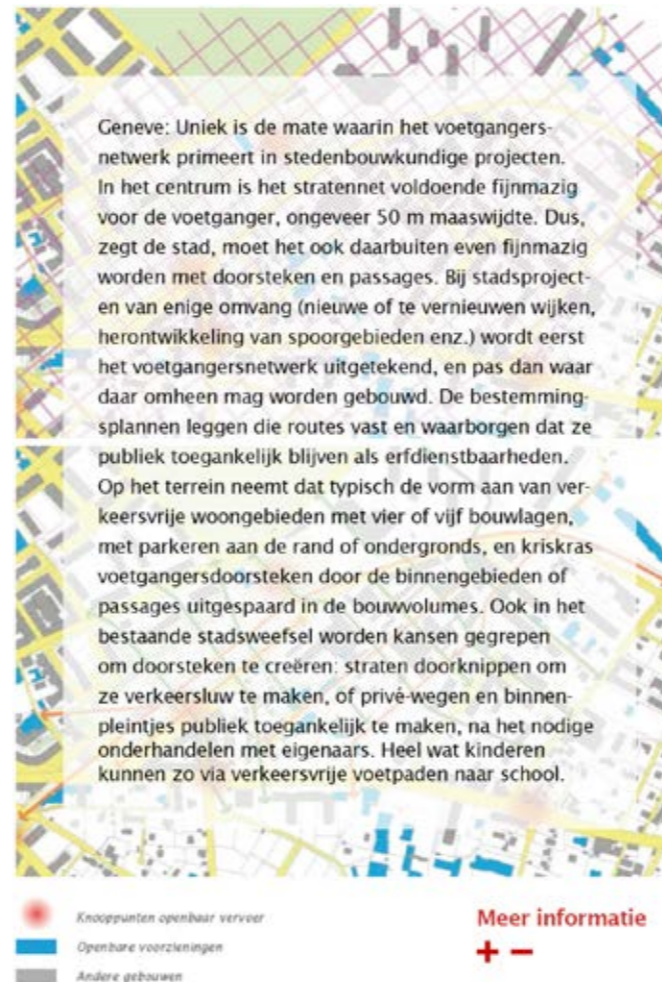 Geneve: Uniek is de mate waarin het voetgangers-
netwerk primeert in stedenbouwkundige projecten.
In het centrum is het stratennet voldoende fijnmazig
voor de voetganger, ongeveer 50 m maaswijdte. Dus,
zegt de stad, moet het ook daarbuiten even fijnmazig
worden met doorsteken en passages. Bij stadsproject-
en van enige omvang (nieuwe of te vernieuwen wijken,
herontwikkeling van spoorgebieden enz.) wordt eerst
het voetgangersnetwerk uitgetekend, en pas dan waar
daar omheen mag worden gebouwd. De bestemming-
splannen leggen die routes vast en waarborgen dat ze
publiek toegankelijk blijven als erfdienstbaarheden.
Op het terrein neemt dat typisch de vorm aan van ver-
keersvrije woongebieden met vier of vijf bouwlagen,
met parkeren aan de rand of ondergronds, en kriskras
voetgangersdoorsteken door de binnengebieden of
passages uitgespaard in de bouwvolumes. Ook in het
bestaande stadsweefsel worden kansen gegrepen
om doorsteken te creëren: straten doorknippen om
ze verkeersluw te maken, of privé-wegen en binnen-
pleintjes publiek toegankelijk te maken, na het nodige
onderhandelen met eigenaars. Heel wat kinderen
kunnen zo via verkeersvrije voetpaden naar school.
Knooppunten openbaar vervoer
Openbare voorzieningen
Andere gebouwen
Meer informatie
+ −